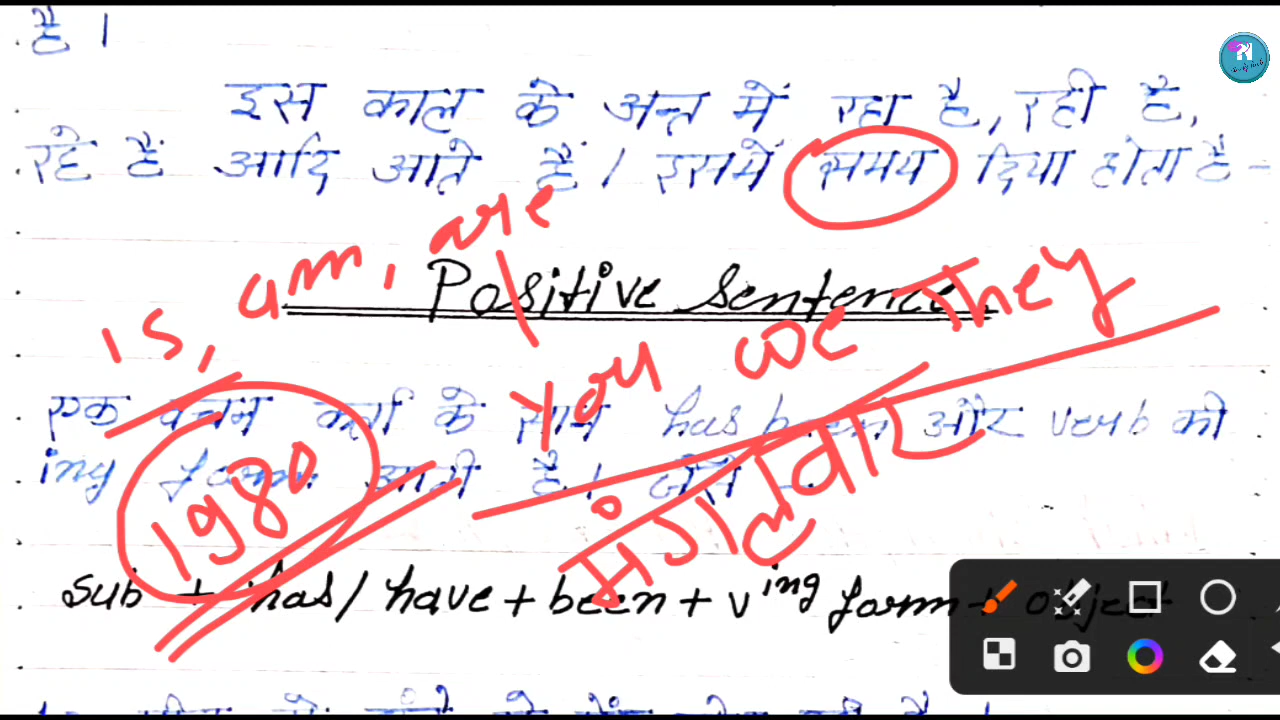 है ।
इस काल के अन्त में रहा है, रही है,
रहे हैं आदि आते हैं । इसमें समय दिया होता है -
is, am, are
Positive Sentence
you we They
एक वचन कर्ता के साथ has been और verb की
ing form आती है । जैसे -
1980
मंगलवार
sub + has/have + been + v ing form + object